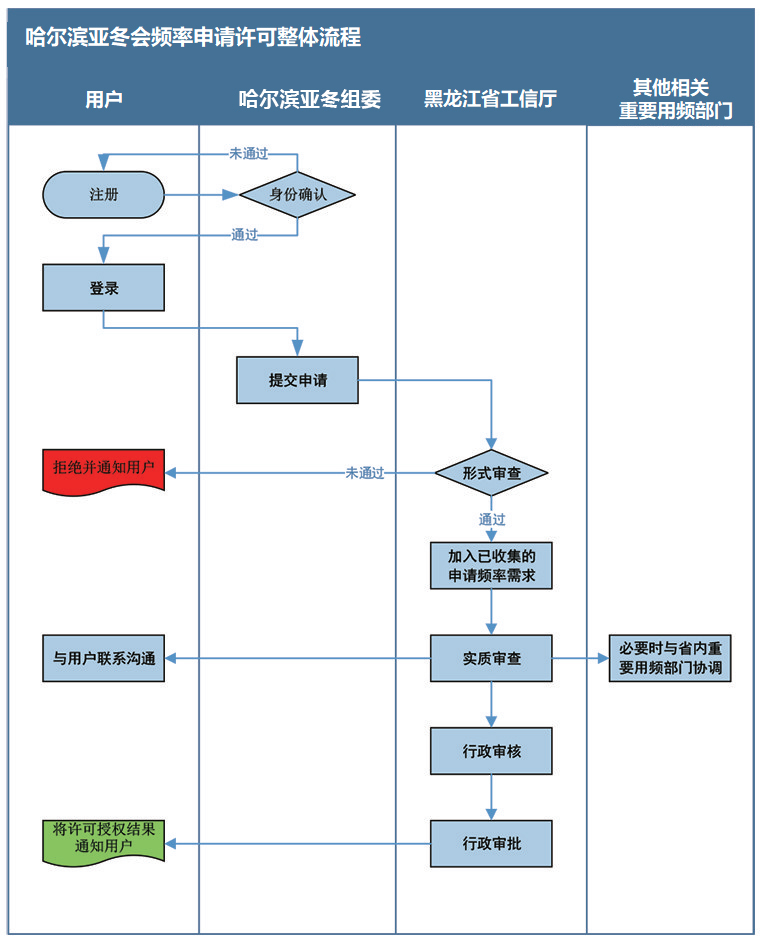 哈尔滨亚冬会频率申请许可整体流程
用户
哈尔滨亚冬组委
黑龙江省工信厅
其他相关
重要用频部门
未通过
注册
身份确认
通过
登录
提交申请
拒绝并通知用户
未通过
形式审查
通过
加入已收集的
申请频率需求
与用户联系沟通
实质审查
必要时与省内重
要用频部门协调
行政审核
将许可授权结果
通知用户
行政审批